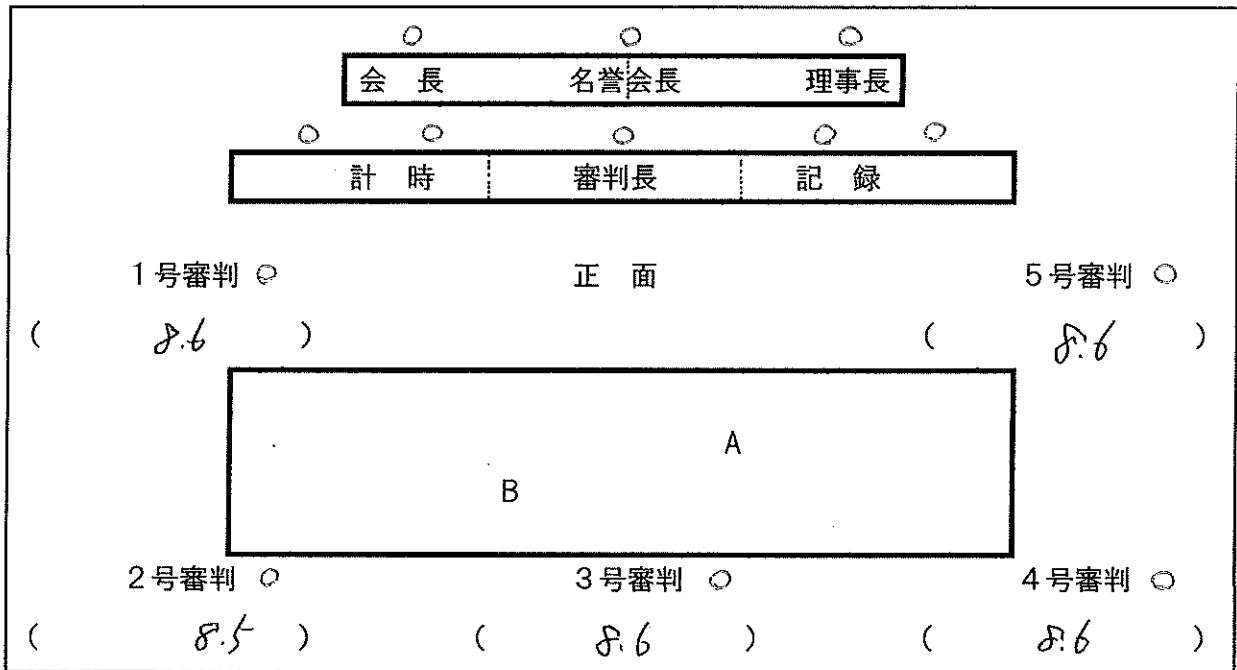 会 長 名誉会長 理事長
計 時 審判長 記 録
1号審判 正 面 5号審判
( 8.6 ) ( 8.6 )
A
B
2号審判 3号審判 4号審判
( 8.5 ) ( 8.6 ) ( 8.6 )